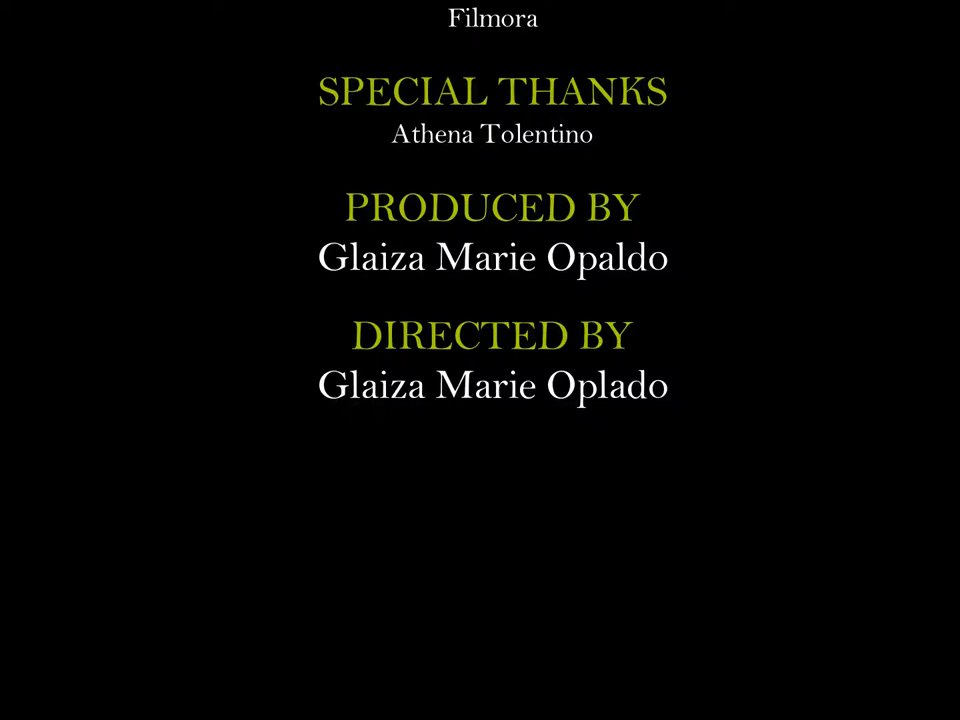 Filmora
SPECIAL THANKS
Athena Tolentino
PRODUCED BY
Glaiza Marie Opaldo
DIRECTED BY
Glaiza Marie Oplado